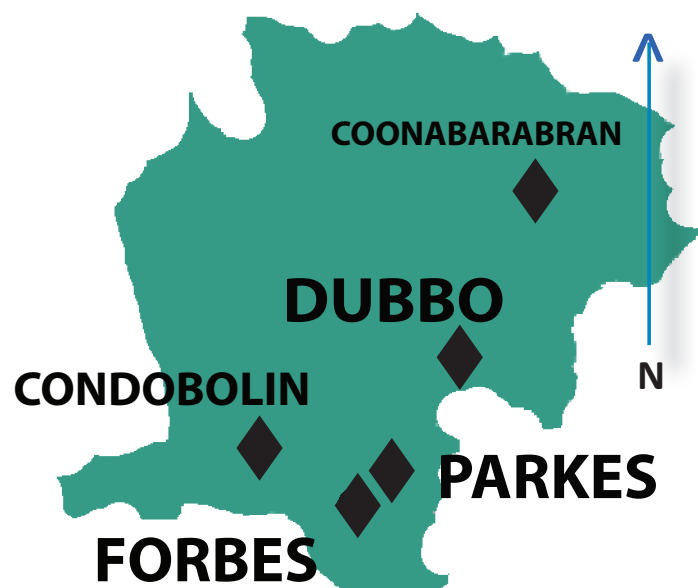 COONABARABRAN
DUBBO
N
CONDOBOLIN
PARKES
FORBES